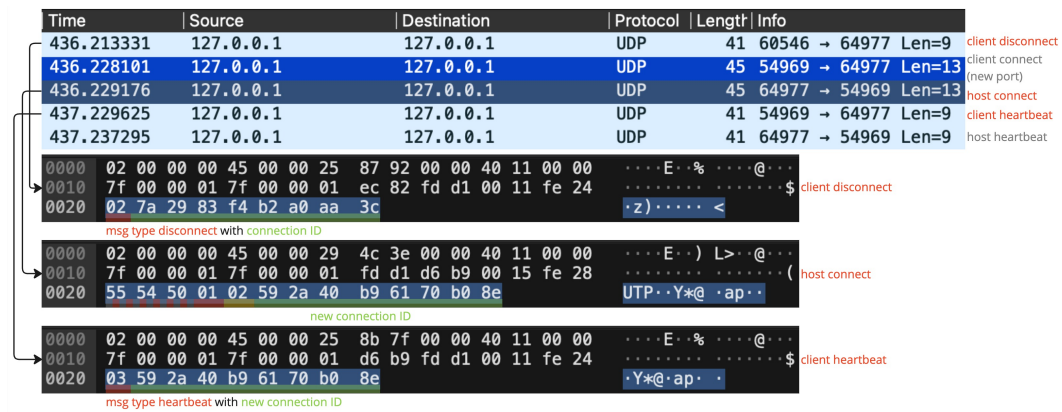 Time Source Destination Protocol Length Info
436.213331 127.0.0.1 127.0.0.1 UDP 41 60546 → 64977 Len=9 client disconnect
436.228101 127.0.0.1 127.0.0.1 UDP 45 54969 → 64977 Len=13 client connect (new port)
436.229176 127.0.0.1 127.0.0.1 UDP 45 64977 → 54969 Len=13 host connect
437.229625 127.0.0.1 127.0.0.1 UDP 41 54969 → 64977 Len=9 client heartbeat
437.237295 127.0.0.1 127.0.0.1 UDP 41 64977 → 54969 Len=9 host heartbeat
0000 02 00 00 00 45 00 00 25 87 92 00 00 40 11 00 00 ····E··% ····@···
0010 7f 00 00 01 7f 00 00 01 ec 82 fd d1 00 11 fe 24 ········ ·······$ client disconnect
0020 02 7a 29 83 f4 b2 a0 aa 3c ·z)····· <
msg type disconnect with connection ID
0000 02 00 00 00 45 00 00 29 4c 3e 00 00 40 11 00 00 ····E··) L>··@···
0010 7f 00 00 01 7f 00 00 01 fd d1 d6 b9 00 15 fe 28 ········ ·······( host connect
0020 55 54 50 01 02 59 2a 40 b9 61 70 b0 8e UTP··Y*@ ·ap··
new connection ID
0000 02 00 00 00 45 00 00 25 8b 7f 00 00 40 11 00 00 ····E··% ····@···
0010 7f 00 00 01 7f 00 00 01 d6 b9 fd d1 00 11 fe 24 ········ ·······$ client heartbeat
0020 03 59 2a 40 b9 61 70 b0 8e ·Y*@·ap· ·
msg type heartbeat with new connection ID